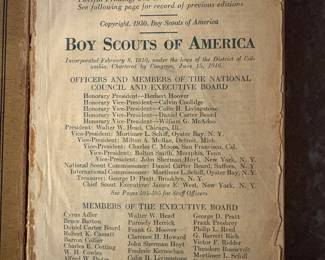 See following page for record of previous editions
Copyright, 1930, Boy Scouts of America
BOY SCOUTS OF AMERICA
Incorporated February 8, 1910, under the laws of the District of Columbia. Chartered by Congress, June 15, 1916.
OFFICERS AND MEMBERS OF THE NATIONAL
COUNCIL AND EXECUTIVE BOARD
Honorary President—Herbert Hoover
Honorary Vice-President—Calvin Coolidge
Honorary Vice-President—Colin H. Livingstone
Honorary Vice-President—Daniel Carter Beard
Honorary Vice-President—William G. McAdoo
President: Walter W. Head, Chicago, Ill.
Vice-President: Mortimer L. Schiff, Oyster Bay, N. Y.
Vice-President: Milton A. McRae, Detroit, Mich.
Vice-President: Charles C. Moore, San Francisco, Cal.
Vice-President: Bolton Smith, Memphis, Tenn.
Vice-President: John Sherman Hoyt, New York, N. Y.
National Scout Commissioner: Daniel Carter Beard, Suffern, N. Y.
International Commissioner: Mortimer L. Schiff, Oyster Bay, N. Y.
Treasurer: George D. Pratt, Brooklyn, N. Y.
Chief Scout Executive: James E. West, New York, N. Y.
See Pages for Staff Officers
MEMBERS OF THE EXECUTIVE BOARD
Cyrus Adler Walter W. Head George D. Pratt
Bruce Barton Parmely Herrick Frank Presbrey
Daniel Carter Beard Frank G. Hoover Philip L. Reed
Robert K. Cassatt Clarence H. Howard G. Barrett Rich
Barron Collier John Sherman Hoyt Victor F. Ridder
Charles E. Cotting Frederic Kernochan Theodore Roosevelt
W. H. Cowles Colin H. Livingstone Mortimer L. Schiff
Alfred W.